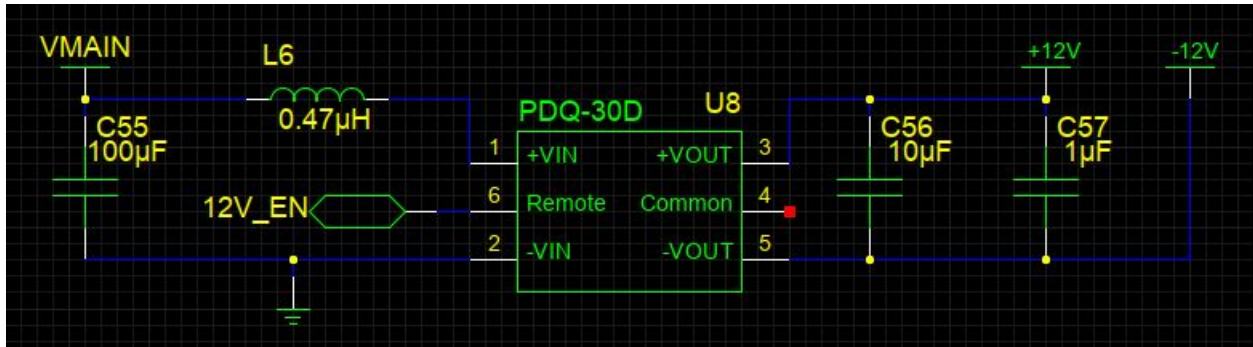 VMAIN
L6
0.47µH
C55
100µF
PDQ-30D
U8
1
+VIN
+VOUT
3
12V_EN
6
Remote
Common
4
2
-VIN
-VOUT
5
C56
10µF
+12V
-12V
C57
1µF